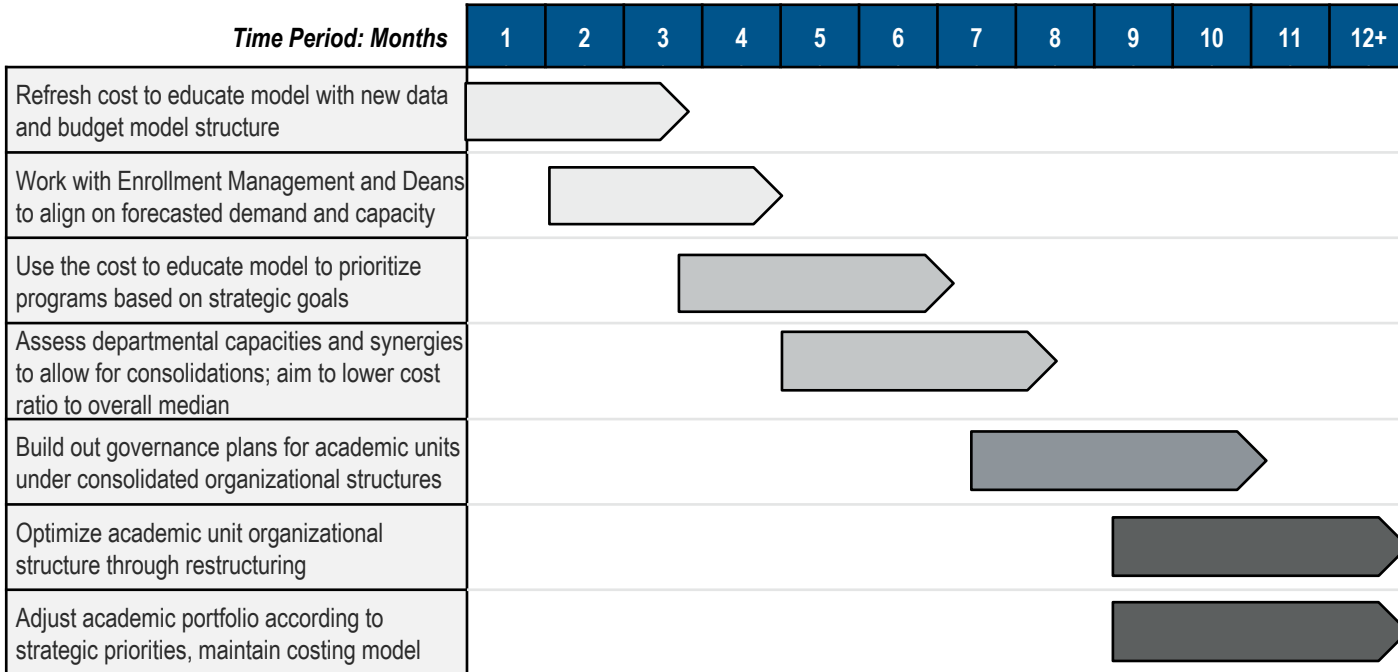 Time Period: Months 1 2 3 4 5 6 7 8 9 10 11 12+
Refresh cost to educate model with new data
and budget model structure
Work with Enrollment Management and Deans
to align on forecasted demand and capacity
Use the cost to educate model to prioritize
programs based on strategic goals
Assess departmental capacities and synergies
to allow for consolidations; aim to lower cost
ratio to overall median
Build out governance plans for academic units
under consolidated organizational structures
Optimize academic unit organizational
structure through restructuring
Adjust academic portfolio according to
strategic priorities, maintain costing model